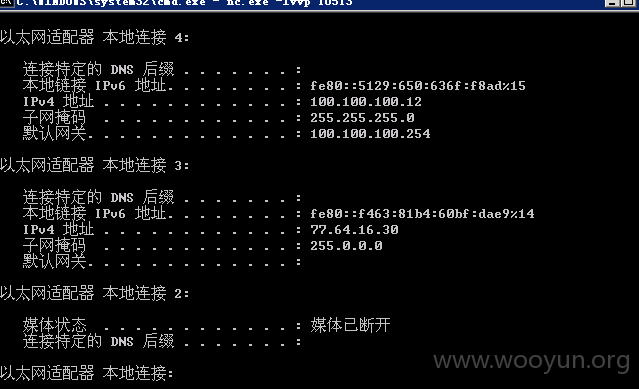 C:\WINDOWS\system32\cmd.exe - nc.exe -lvvp 10513
以太网适配器 本地连接 4:
连接特定的 DNS 后缀 . . . . . . . :
本地链接 IPv6 地址. . . . . . . . : fe80::5129:650:636f:f8ad%15
IPv4 地址 . . . . . . . . . . . . : 100.100.100.12
子网掩码 . . . . . . . . . . . . : 255.255.255.0
默认网关. . . . . . . . . . . . . : 100.100.100.254
以太网适配器 本地连接 3:
连接特定的 DNS 后缀 . . . . . . . :
本地链接 IPv6 地址. . . . . . . . : fe80::f463:81b4:60bf:dae9%14
IPv4 地址 . . . . . . . . . . . . : 77.64.16.30
子网掩码 . . . . . . . . . . . . : 255.0.0.0
默认网关. . . . . . . . . . . . . :
以太网适配器 本地连接 2:
媒体状态 . . . . . . . . . . . . : 媒体已断开
连接特定的 DNS 后缀 . . . . . . . :
以太网适配器 本地连接:
www.wooyun.org